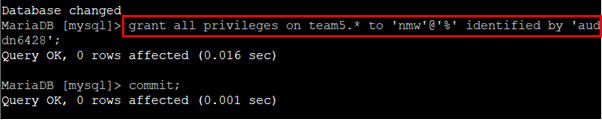 Database changed
MariaDB [mysql]> grant all privileges on team5.* to 'nmw'@'%' identified by 'au
dn6428';
Query OK, 0 rows affected (0.016 sec)
MariaDB [mysql]> commit;
Query OK, 0 rows affected (0.001 sec)